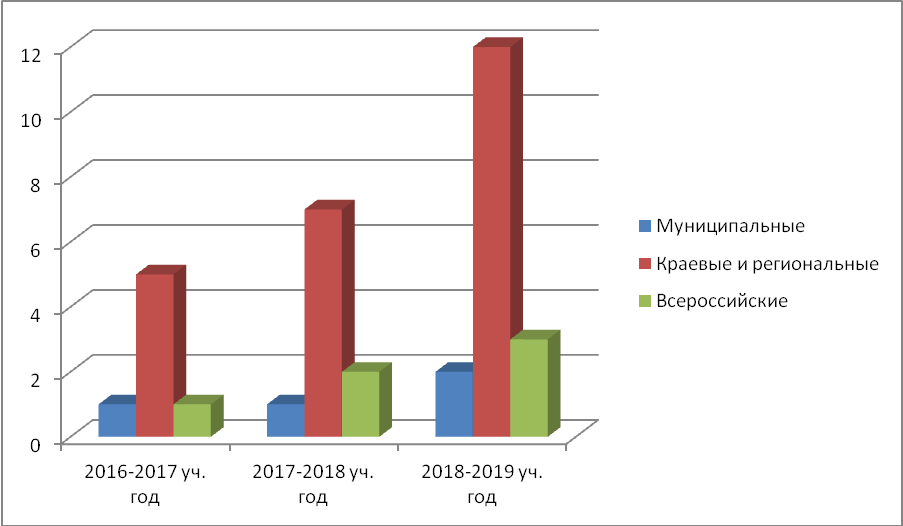 12
10
8
6
4
2
0
2016-2017 уч.
год
2017-2018 уч.
год
2018-2019 уч.
год
Муниципальные
Краевые и региональные
Всероссийские